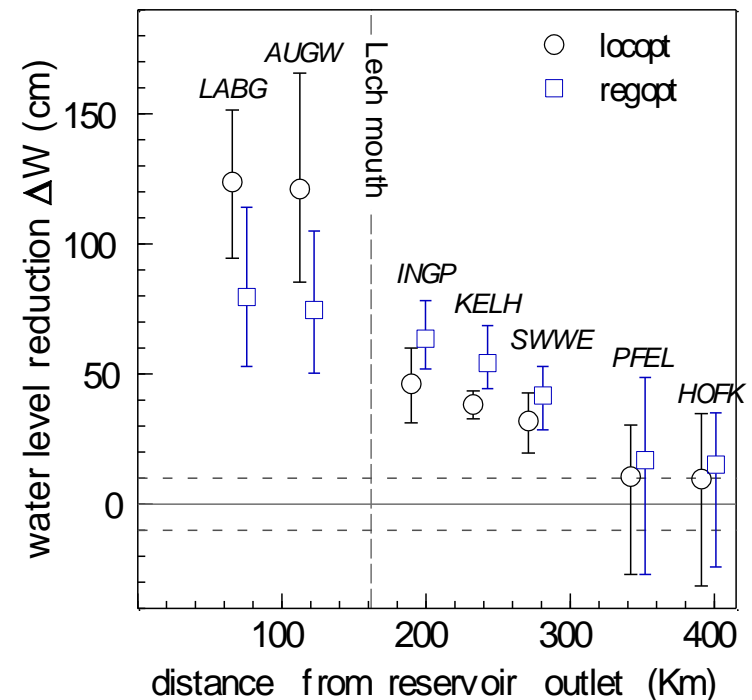 locopt
regopt
AUGW
LABG
Lech mouth
INGP
KELH
SWWE
PFEL
HOFK
water level reduction ΔW (cm)
150
100
50
0
100 200 300 400
distance from reservoir outlet (Km)